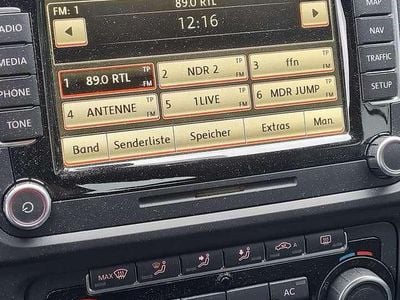 FM: 1 89.0 RTL
12:16
RADIO
MEDIA
PHONE
TONE
MAP
NAV
TRAFFIC
SETUP
1 89.0 RTL TP FM
2 NDR 2 TP FM
3 ffn TP FM
4 ANTENNE TP FM
5 1LIVE TP FM
6 MDR JUMP TP FM
Band Senderliste Speicher Extras Man.
MAX
A
AC